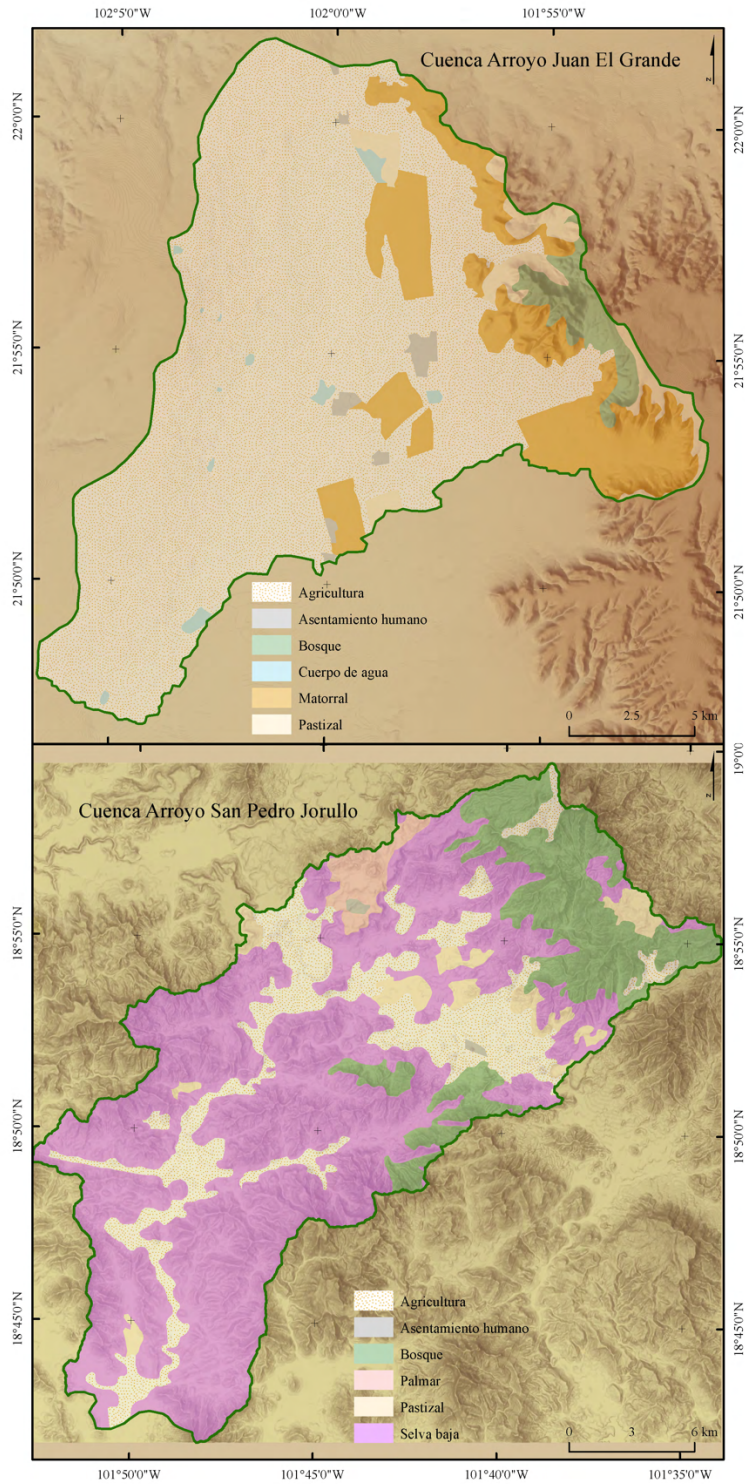 102°5'0"W 102°0'0"W 101°55'0"W
Cuenca Arroyo Juan El Grande
z
22°0'0"N 22°0'0"N
21°55'0"N 21°55'0"N
21°50'0"N 21°50'0"N
Agricultura
Asentamiento humano
Bosque
Cuerpo de agua
Matorral
Pastizal
0 2.5 5 km
19°0'0
Cuenca Arroyo San Pedro Jorullo
z
18°55'0"N 18°55'0"N
18°50'0"N 18°50'0"N
18°45'0"N 18°45'0"N
Agricultura
Asentamiento humano
Bosque
Palmar
Pastizal
Selva baja
0 3 6 km
101°50'0"W 101°45'0"W 101°40'0"W 101°35'0"W